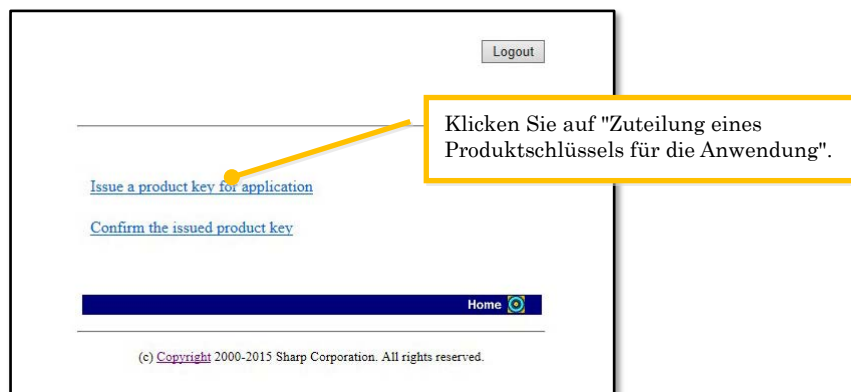 Logout
Klicken Sie auf "Zuteilung eines
Produktschlüssels für die Anwendung".
Issue a product key for application
Confirm the issued product key
Home
(c) Copyright 2000-2015 Sharp Corporation. All rights reserved.